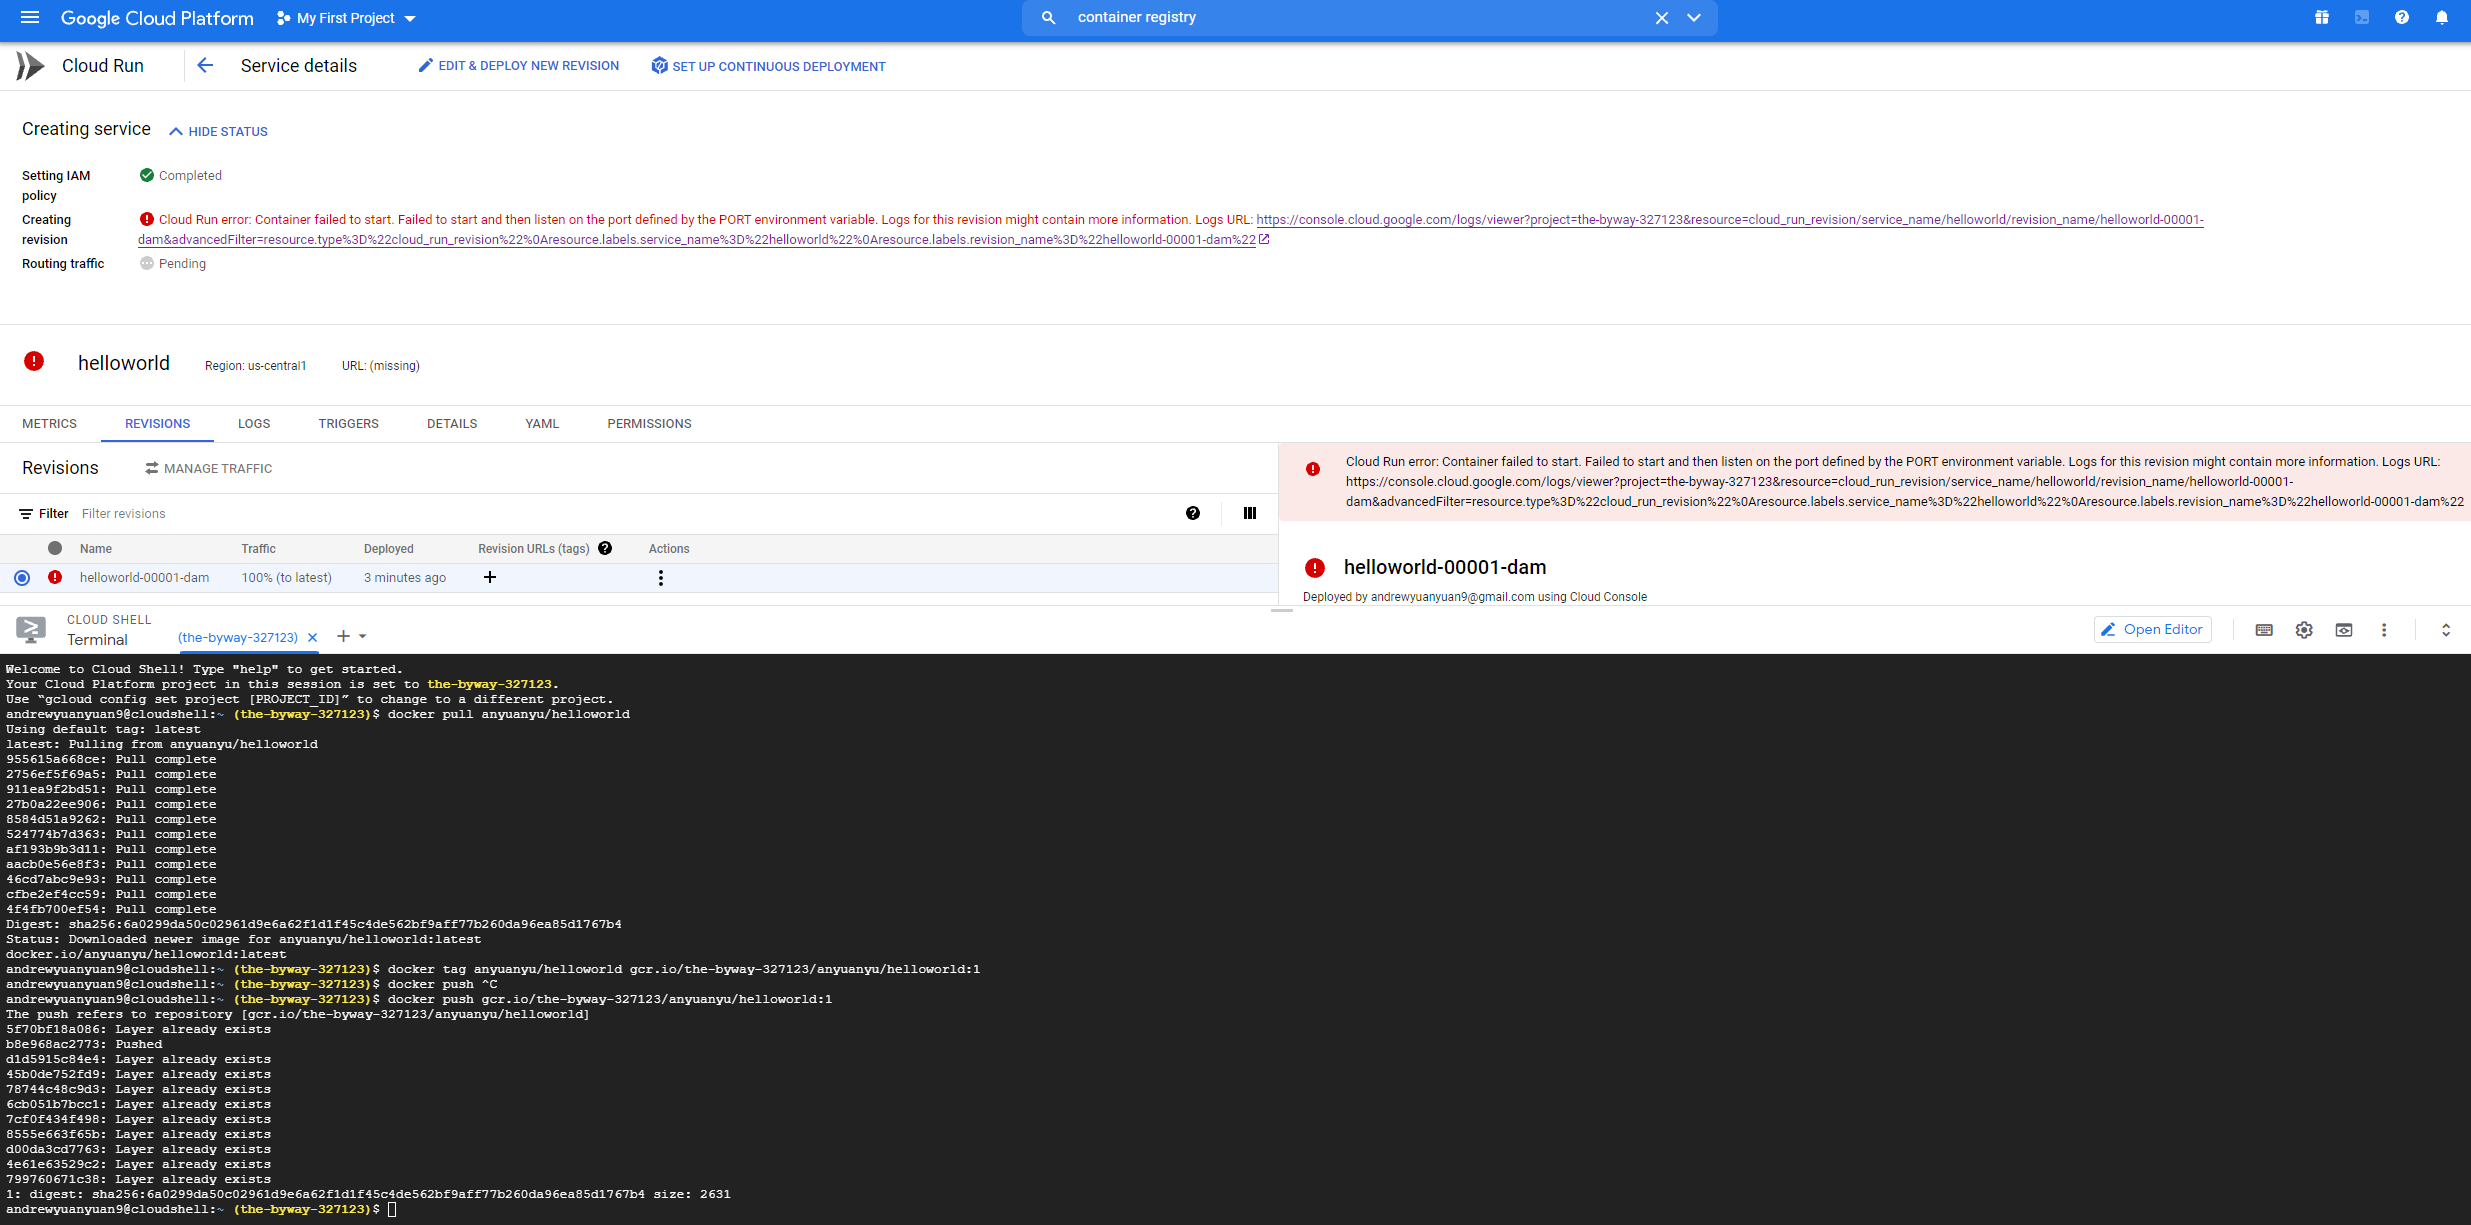 Google Cloud Platform My First Project container registry
Cloud Run Service details EDIT & DEPLOY NEW REVISION SET UP CONTINUOUS DEPLOYMENT
Creating service HIDE STATUS
Setting IAM policy Completed
Creating revision Cloud Run error: Container failed to start. Failed to start and then listen on the port defined by the PORT environment variable. Logs for this revision might contain more information. Logs URL: https://console.cloud.google.com/logs/viewer?project=the-byway-327123&resource=cloud_run_revision/service_name/helloworld/revision_name/helloworld-00001-
dam&advancedFilter=resource.type%3D%22cloud_run_revision%22%0Aresource.labels.service_name%3D%22helloworld%22%0Aresource.labels.revision_name%3D%22helloworld-00001-dam%22
Routing traffic Pending
helloworld Region: us-central1 URL: (missing)
METRICS REVISIONS LOGS TRIGGERS DETAILS YAML PERMISSIONS
Revisions MANAGE TRAFFIC
Filter Filter revisions
Name Traffic Deployed Revision URLs (tags) Actions
helloworld-00001-dam 100% (to latest) 3 minutes ago
Cloud Run error: Container failed to start. Failed to start and then listen on the port defined by the PORT environment variable. Logs for this revision might contain more information. Logs URL:
https://console.cloud.google.com/logs/viewer?project=the-byway-327123&resource=cloud_run_revision/service_name/helloworld/revision_name/helloworld-00001-
dam&advancedFilter=resource.type%3D%22cloud_run_revision%22%0Aresource.labels.service_name%3D%22helloworld%22%0Aresource.labels.revision_name%3D%22helloworld-00001-dam%22
helloworld-00001-dam
Deployed by andrewyuanyuan9@gmail.com using Cloud Console
CLOUD SHELL
Terminal (the-byway-327123) Open Editor
Welcome to Cloud Shell! Type "help" to get started.
Your Cloud Platform project in this session is set to the-byway-327123.
Use “gcloud config set project [PROJECT_ID]” to change to a different project.
andrewyuanyuan9@cloudshell:~ (the-byway-327123)$ docker pull anyuanyu/helloworld
Using default tag: latest
latest: Pulling from anyuanyu/helloworld
955615a668ce: Pull complete
2756ef5f69a5: Pull complete
911ea9f2bd51: Pull complete
27b0a22ee906: Pull complete
8584d51a9262: Pull complete
524774b7d363: Pull complete
af193b9b3d11: Pull complete
aacb0e56e8f3: Pull complete
46cd7abc9e93: Pull complete
cfbe2ef4cc59: Pull complete
4f4fb700ef54: Pull complete
Digest: sha256:6a0299da50c02961d9e6a62f1d1f45c4de562bf9aff77b260da96ea85d1767b4
Status: Downloaded newer image for anyuanyu/helloworld:latest
docker.io/anyuanyu/helloworld:latest
andrewyuanyuan9@cloudshell:~ (the-byway-327123)$ docker tag anyuanyu/helloworld gcr.io/the-byway-327123/anyuanyu/helloworld:1
andrewyuanyuan9@cloudshell:~ (the-byway-327123)$ docker push ^C
andrewyuanyuan9@cloudshell:~ (the-byway-327123)$ docker push gcr.io/the-byway-327123/anyuanyu/helloworld:1
The push refers to repository [gcr.io/the-byway-327123/anyuanyu/helloworld]
5f70bf18a086: Layer already exists
b8e968ac2773: Pushed
d1d5915c84e4: Layer already exists
45b0de752fd9: Layer already exists
78744c48c9d3: Layer already exists
6cb051b7bcc1: Layer already exists
7cf0f434f498: Layer already exists
8555e663f65b: Layer already exists
d00da3cd7763: Layer already exists
4e61e63529c2: Layer already exists
799760671c38: Layer already exists
1: digest: sha256:6a0299da50c02961d9e6a62f1d1f45c4de562bf9aff77b260da96ea85d1767b4 size: 2631
andrewyuanyuan9@cloudshell:~ (the-byway-327123)$